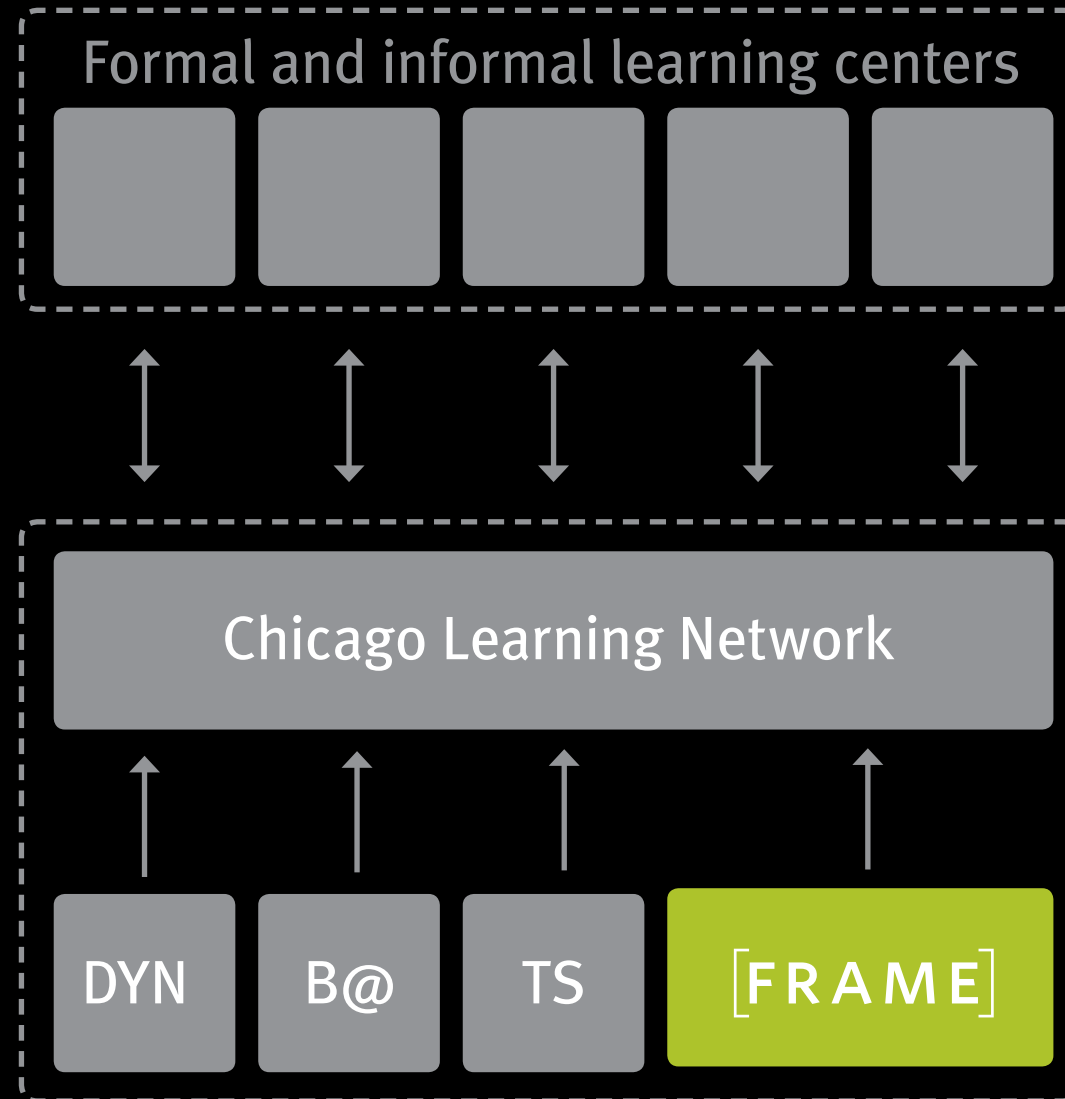 Formal and informal learning centers
Chicago Learning Network
DYN
B@
TS
[FRAME]